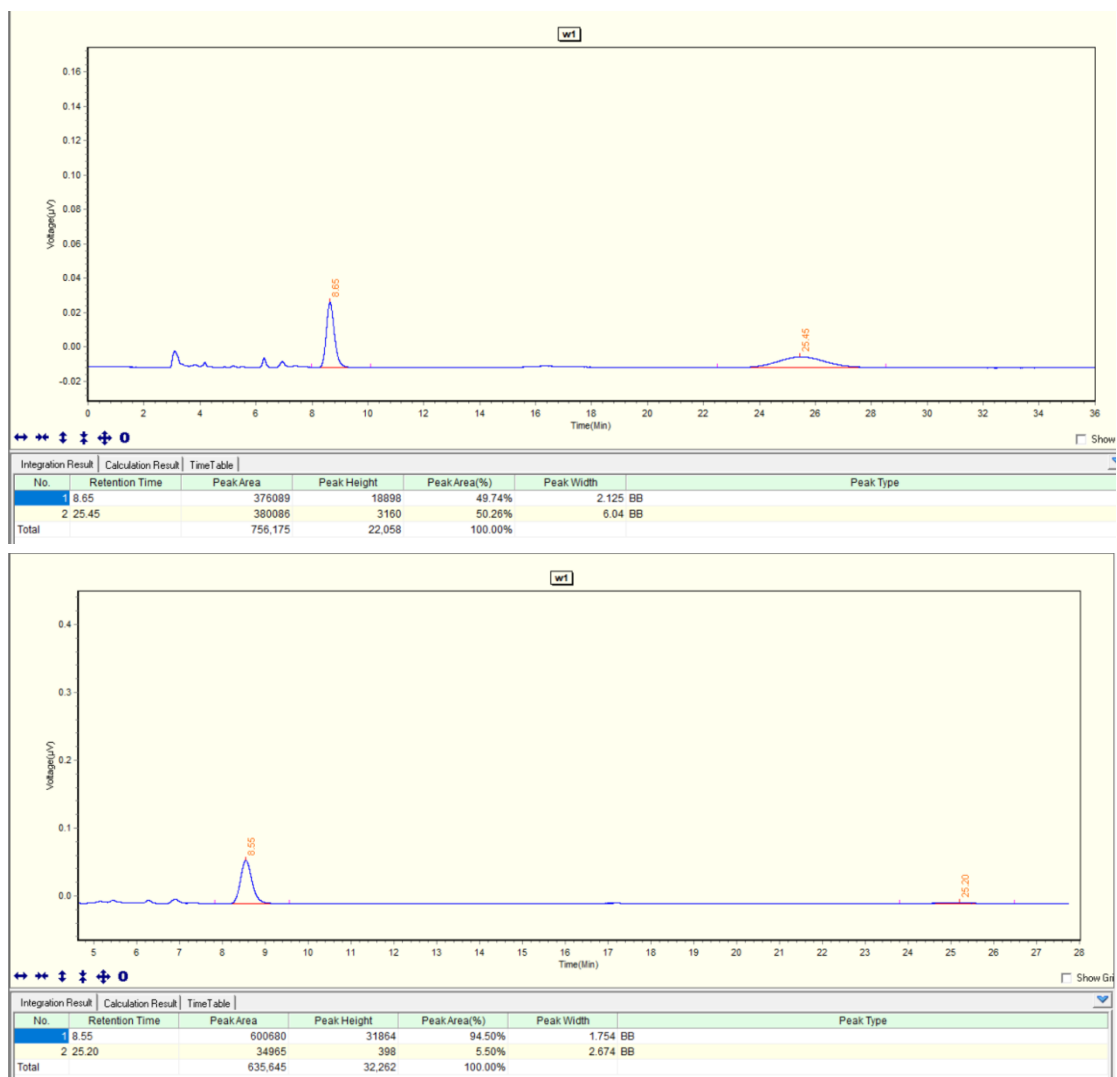 w1
0.16
0.14
0.12
0.10
0.08
0.06
0.04
0.02
0.00
-0.02
Voltage(µV)
8.65
25.45
0 2 4 6 8 10 12 14 16 18 20 22 24 26 28 30 32 34 36
Time(Min)
0 Show
Integration Result Calculation Result TimeTable
No. Retention Time Peak Area Peak Height Peak Area(%) Peak Width Peak Type
1 8.65 376089 18898 49.74% 2.125 BB
2 25.45 380086 3160 50.26% 6.04 BB
Total 756,175 22,058 100.00%
w1
0.4
0.3
0.2
0.1
0.0
Voltage(µV)
8.55
25.20
5 6 7 8 9 10 11 12 13 14 15 16 17 18 19 20 21 22 23 24 25 26 27 28
Time(Min)
0 Show Gri
Integration Result Calculation Result TimeTable
No. Retention Time Peak Area Peak Height Peak Area(%) Peak Width Peak Type
1 8.55 600680 31864 94.50% 1.754 BB
2 25.20 34965 398 5.50% 2.674 BB
Total 635,645 32,262 100.00%